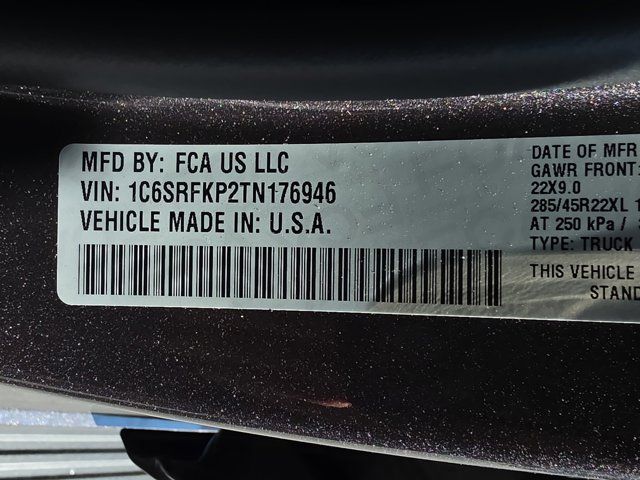 MFD BY: FCA US LLC
VIN: 1C6SRFKP2TN176946
VEHICLE MADE IN: U.S.A.
DATE OF MFR
GAWR FRONT:
22X9.0
285/45R22XL 1
AT 250 kPa /
TYPE: TRUCK
THIS VEHICLE
STAND